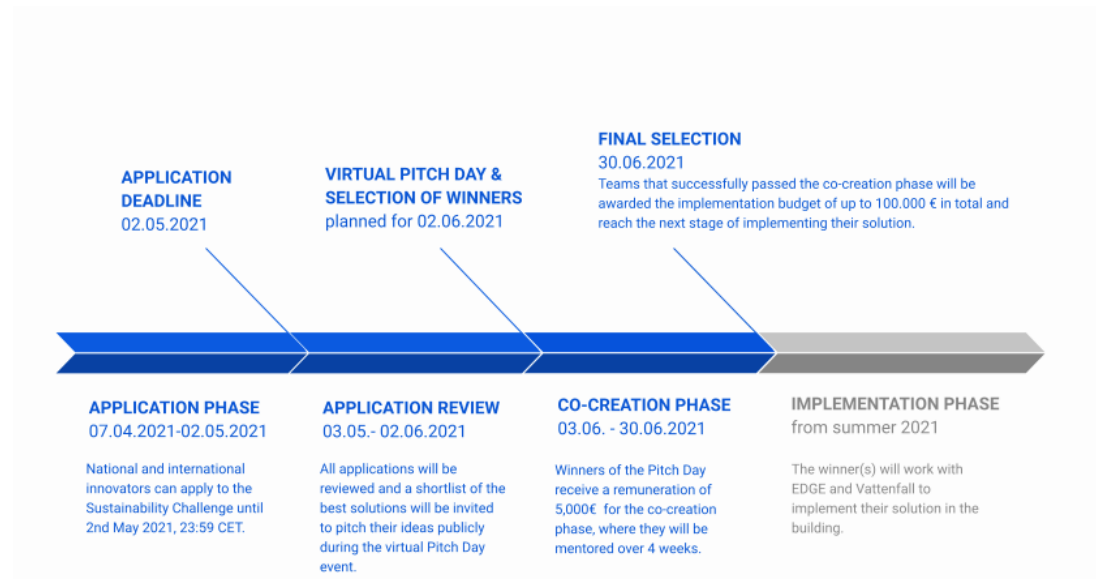 APPLICATION
DEADLINE
02.05.2021
VIRTUAL PITCH DAY &
SELECTION OF WINNERS
planned for 02.06.2021
FINAL SELECTION
30.06.2021
Teams that successfully passed the co-creation phase will be
awarded the implementation budget of up to 100.000 € in total and
reach the next stage of implementing their solution.
APPLICATION PHASE
07.04.2021-02.05.2021
National and international
innovators can apply to the
Sustainability Challenge until
2nd May 2021, 23:59 CET.
APPLICATION REVIEW
03.05.- 02.06.2021
All applications will be
reviewed and a shortlist of the
best solutions will be invited
to pitch their ideas publicly
during the virtual Pitch Day
event.
CO-CREATION PHASE
03.06. - 30.06.2021
Winners of the Pitch Day
receive a remuneration of
5,000€ for the co-creation
phase, where they will be
mentored over 4 weeks.
IMPLEMENTATION PHASE
from summer 2021
The winner(s) will work with
EDGE and Vattenfall to
implement their solution in the
building.